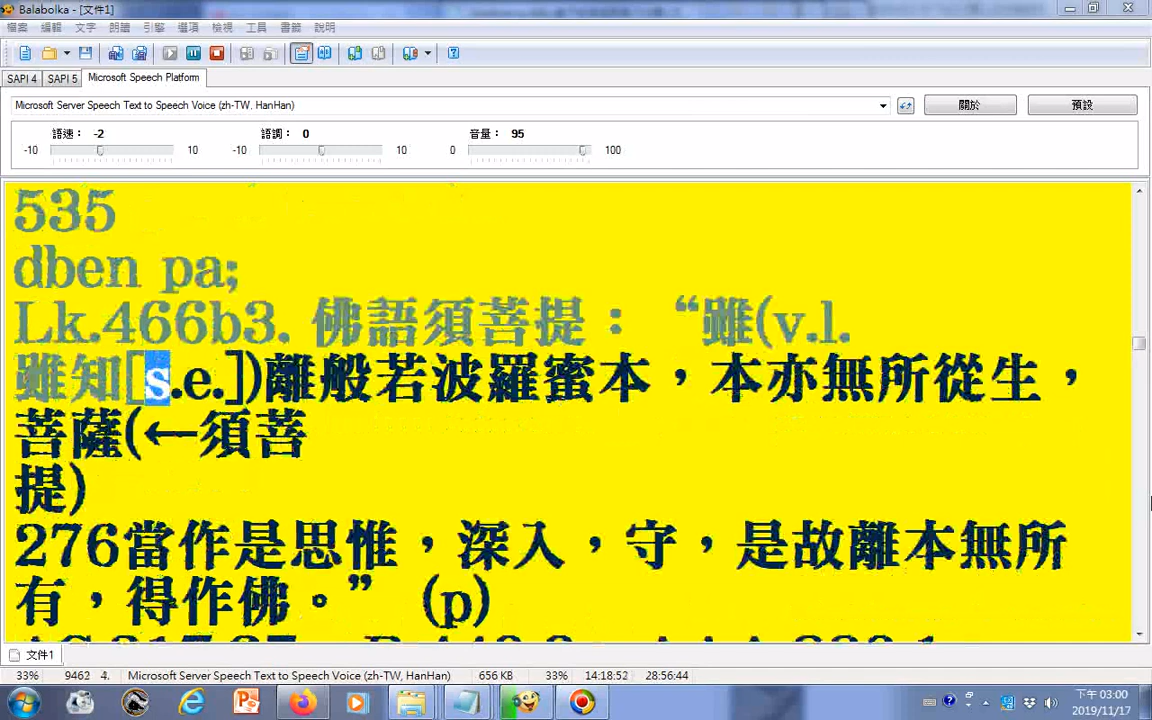 Balabolka - [文件1]
檔案 編輯 文字 朗讀 引擎 選項 檢視 工具 書籤 說明
SAPI 4 SAPI 5 Microsoft Speech Platform
Microsoft Server Speech Text to Speech Voice (zh-TW, HanHan) 關於 預設
語速： -2 語調： 0 音量： 95
-10 10 -10 10 0 100
535
dben pa;
Lk.466b3. 佛語須菩提：“雖(v.l.
雖知[s.e.])離般若波羅蜜本，本亦無所從生，
菩薩(←須菩
提)
276當作是思惟，深入，守，是故離本無所
有，得作佛。” (p)
文件1
33% 9462 4. Microsoft Server Speech Text to Speech Voice (zh-TW, HanHan) 656 KB 33% 14:18:52 28:56:44
下午 03:00
2019/11/17